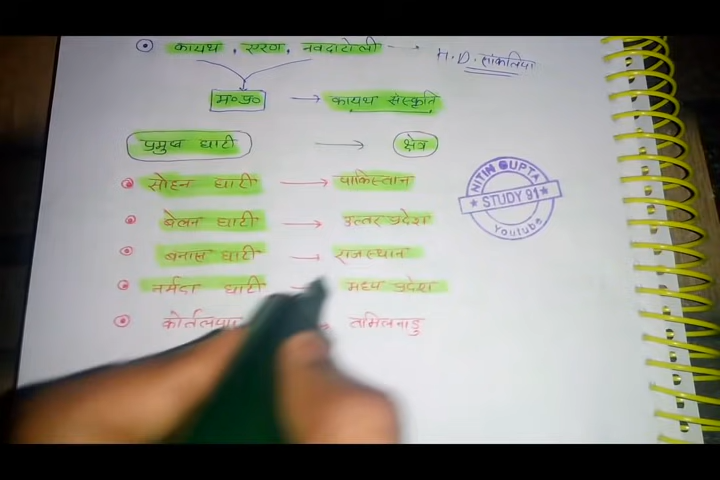 कायथ, एरण, नवदाटोली → H.D. सांकलिया
म०प्र० → कायथ संस्कृति
प्रमुख घाटी → क्षेत्र
सोहन घाटी → पाकिस्तान
बेलन घाटी → उत्तर प्रदेश
बनास घाटी → राजस्थान
नर्मदा घाटी → मध्य प्रदेश
तमिलनाडु
NITIN GUPTA
STUDY 91
Youtube